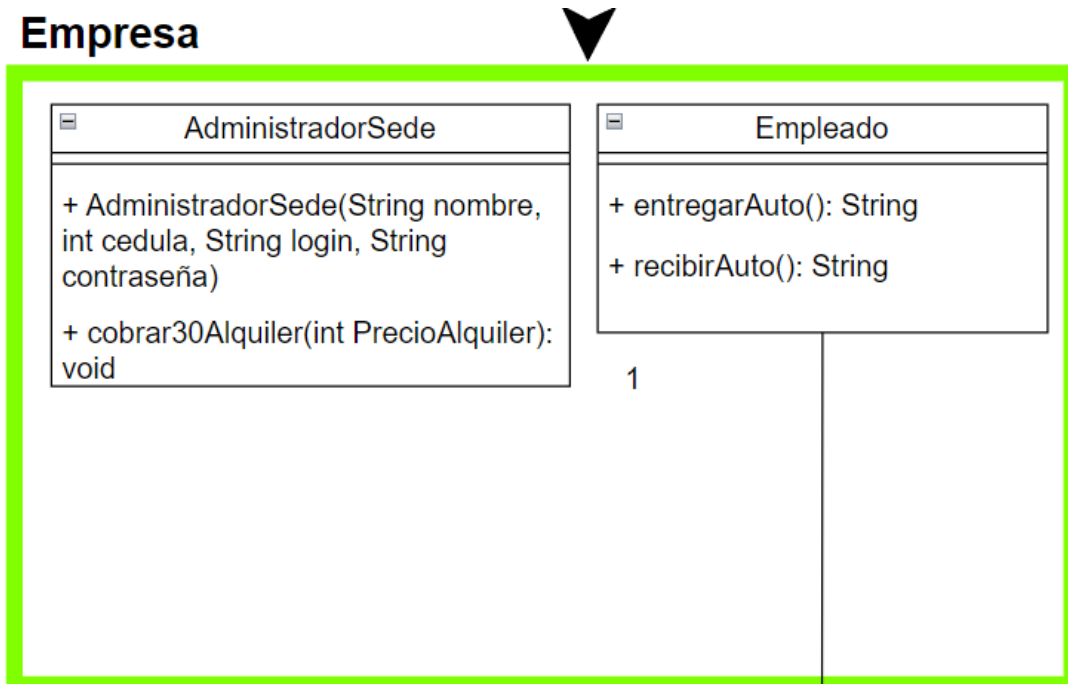 Empresa
AdministradorSede
+ AdministradorSede(String nombre,
int cedula, String login, String
contraseña)
+ cobrar30Alquiler(int PrecioAlquiler):
void
Empleado
+ entregarAuto(): String
+ recibirAuto(): String
1